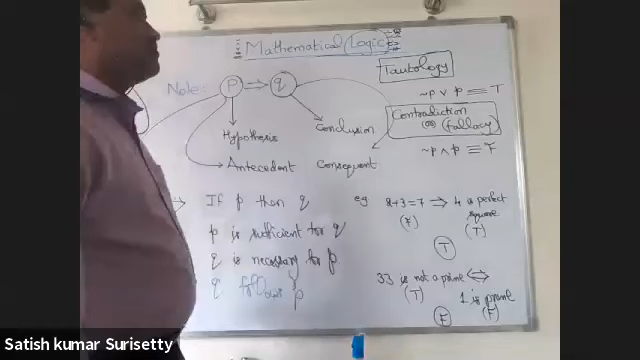 Mathematical Logic
Tautology
Note: p ⇒ q
~p ∨ p ≡ T
Contradiction
(or) (fallacy)
Hypothesis
Conclusion
~p ∧ p ≡ F
Antecedent
Consequent
⇒ If p then q
p is sufficient for q
q is necessary for p
q follows p
eg 8+3=7 ⇒ 4 is perfect
square
(F)
(T)
(T)
33 is not a prime ⇔
(T)
1 is prime
(F)
(F)
Satish kumar Surisetty